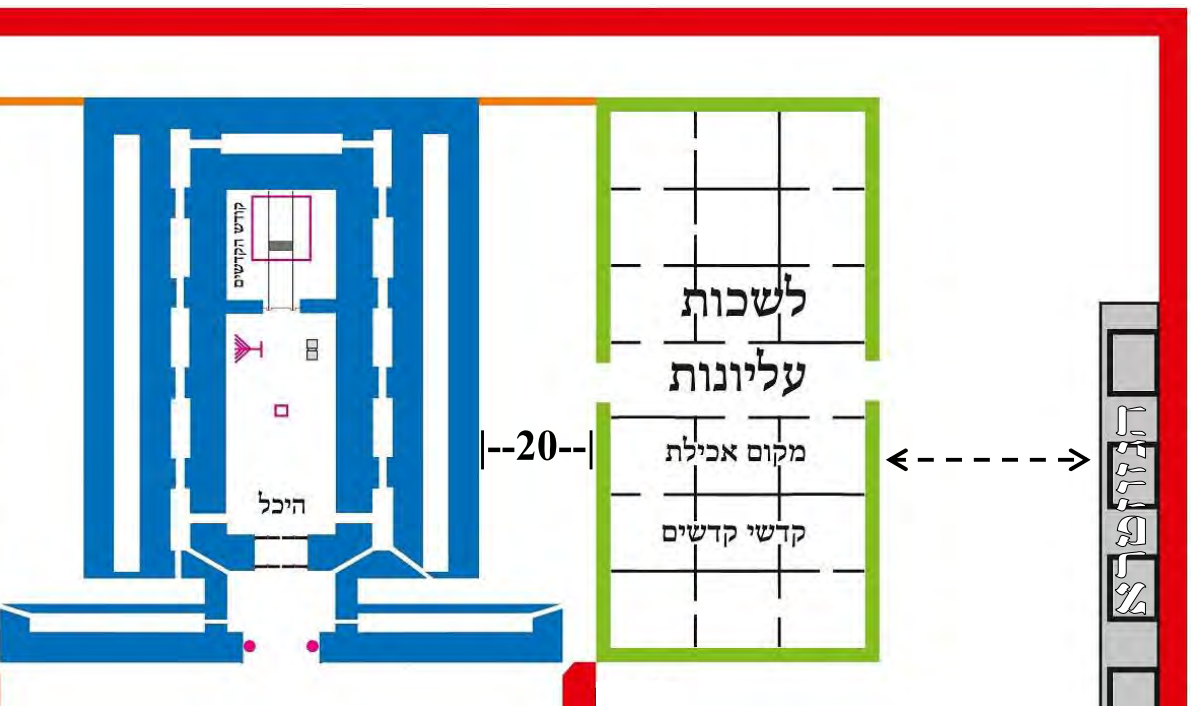 קודש הקדשים
לשכות
עליונות
|--20--|
מקום אכילת
קדשי קדשים
היכל